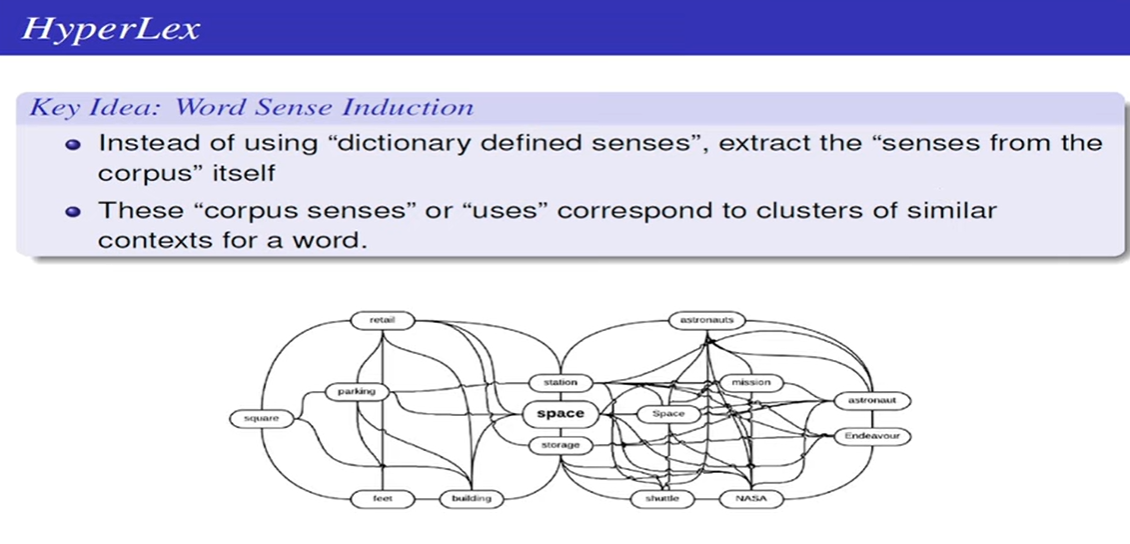 HyperLex
Key Idea: Word Sense Induction
Instead of using “dictionary defined senses”, extract the “senses from the
corpus” itself
These “corpus senses” or “uses” correspond to clusters of similar
contexts for a word.
retail
astronauts
station
mission
parking
astronaut
square
space
Space
Endeavour
storage
feet
building
shuttle
NASA